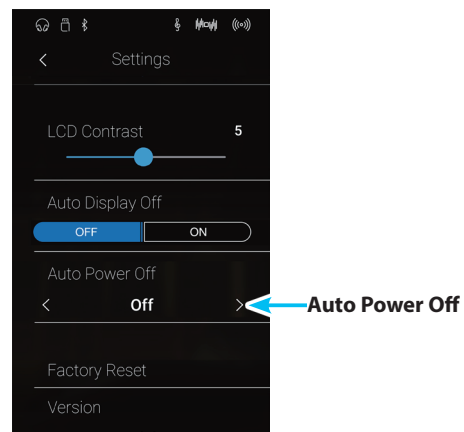 Settings
LCD Contrast 5
Auto Display Off
OFF ON
Auto Power Off
Off
Auto Power Off
Factory Reset
Version